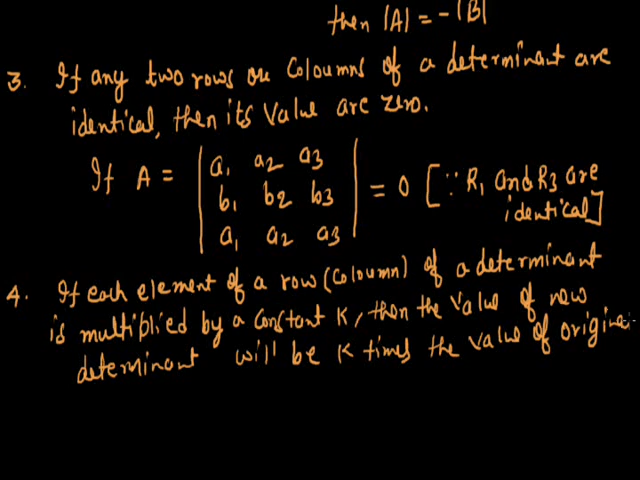 then |A| = - |B|
3. If any two rows or Coloumns of a determinant are
identical, then its value are zero.
If A = | a1 a2 a3 |
| b1 b2 b3 | = 0 [∵ R1 and R3 are
| a1 a2 a3 | identical]
4. If each element of a row (Coloumn) of a determinant
is multiplied by a constant K, then the value of new
determinant will be K times the value of original